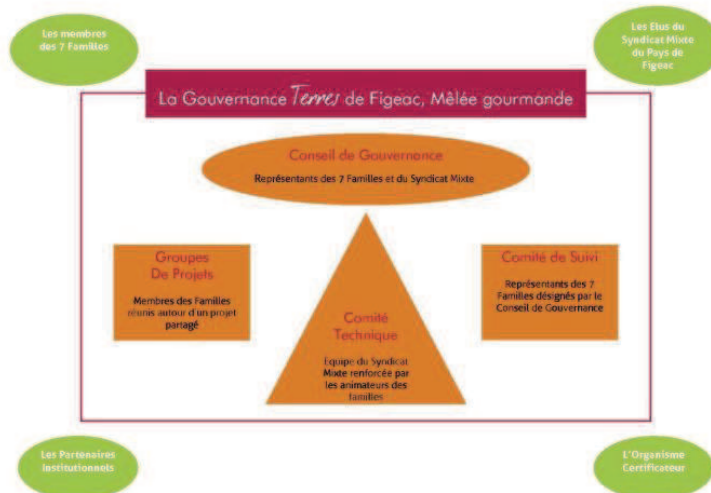 Les membres
des 7 Familles
Les Elus du
Syndicat Mixte
du Pays de
Figeac
La Gouvernance Terres de Figeac, Mêlée gourmande
Conseil de Gouvernance
Représentants des 7 Familles et du Syndicat Mixte
Groupes
De Projets
Membres des Familles
réunis autour d'un projet
partagé
Comité
Technique
Equipe du Syndicat
Mixte renforcée par
les animateurs des
familles
Comité de Suivi
Représentants des 7
Familles désignés par le
Conseil de Gouvernance
Les Partenaires
Institutionnels
L'Organisme
Certificateur